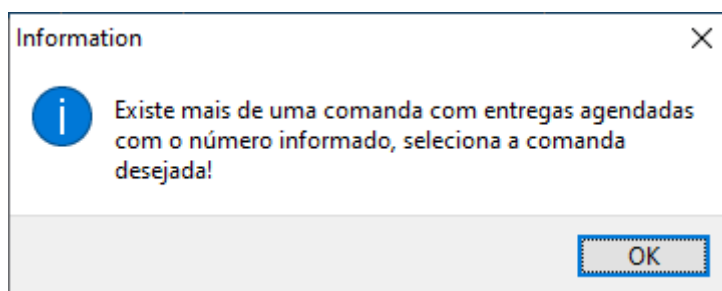 Information
Existe mais de uma comanda com entregas agendadas
com o número informado, seleciona a comanda
desejada!
OK